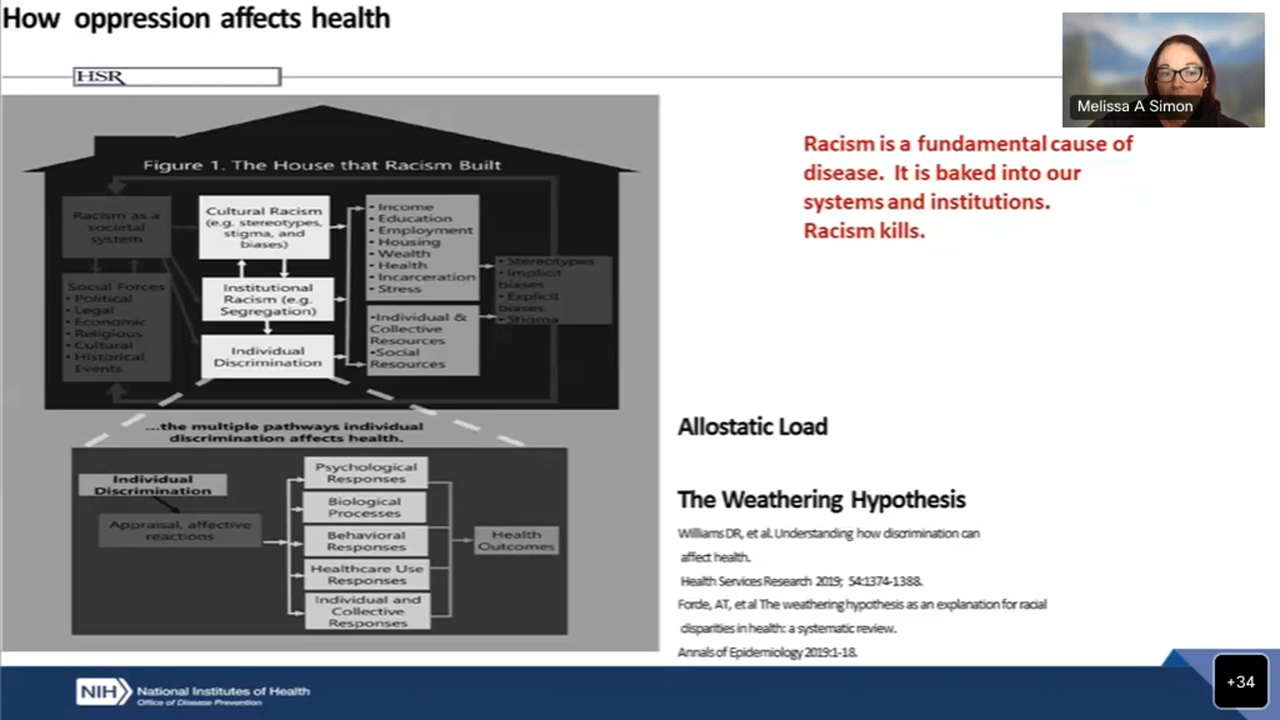 How oppression affects health
HSR
Melissa A Simon
Racism is a fundamental cause of
disease. It is baked into our
systems and institutions.
Racism kills.
Figure 1. The House that Racism Built
Racism as a
societal
system
Social Forces
• Political
• Legal
• Economic
• Religious
• Cultural
• Historical
Events
Cultural Racism
(e.g. stereotypes,
stigma, and
biases)
Institutional
Racism (e.g.
Segregation)
Individual
Discrimination
• Income
• Education
• Employment
• Housing
• Wealth
• Health
• Incarceration
• Stress
•Individual &
Collective
Resources
•Social
Resources
• Stereotypes
• Implicit
biases
• Explicit
biases
• Stigma
...the multiple pathways individual
discrimination affects health.
Individual
Discrimination
Appraisal, affective
reactions
Psychological
Responses
Biological
Processes
Behavioral
Responses
Healthcare Use
Responses
Individual and
Collective
Responses
Health
Outcomes
Allostatic Load
The Weathering Hypothesis
Williams DR, et al. Understanding how discrimination can
affect health.
Health Services Research 2019; 54:1374-1388.
Forde, AT, et al The weathering hypothesis as an explanation for racial
disparities in health: a systematic review.
Annals of Epidemiology 2019:1-18.
NIH National Institutes of Health
Office of Disease Prevention
+34